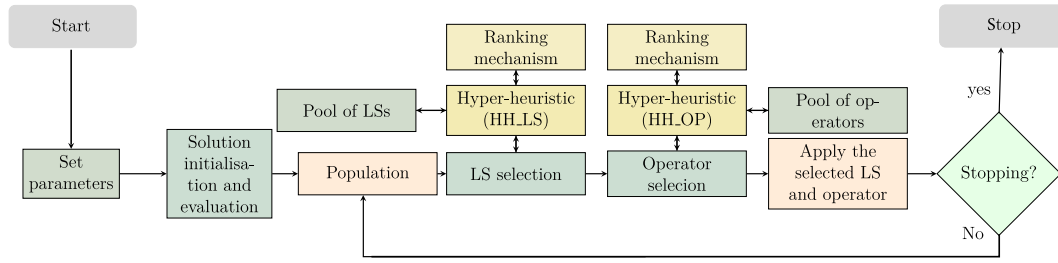 Start
Set
parameters
Solution
initialisa-
tion and
evaluation
Population
Pool of LSs
Ranking
mechanism
Hyper-heuristic
(HH_LS)
LS selection
Ranking
mechanism
Hyper-heuristic
(HH_OP)
Operator
selecion
Pool of op-
erators
Apply the
selected LS
and operator
Stopping?
yes
Stop
No